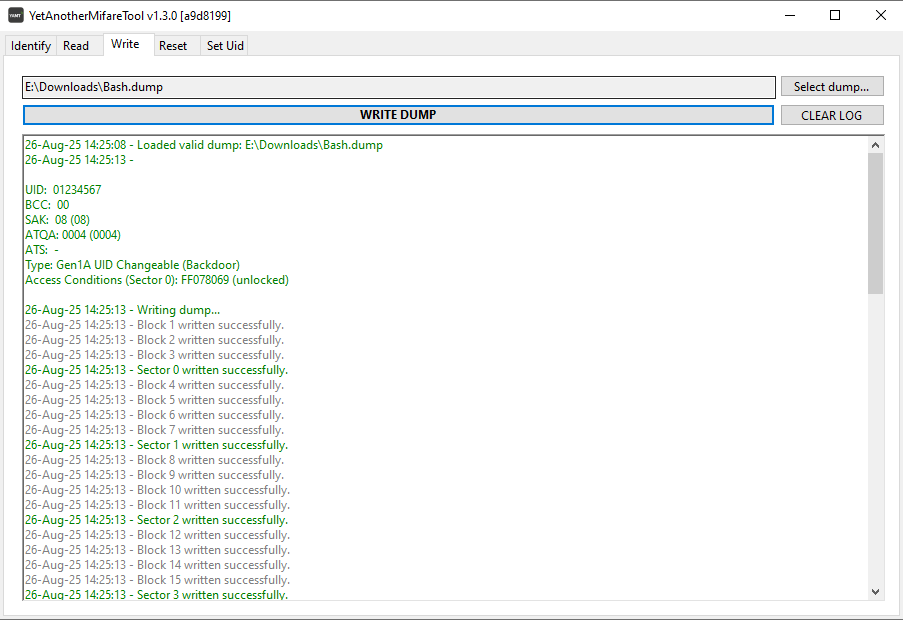 YAMT YetAnotherMifareTool v1.3.0 [a9d8199]
Identify Read Write Reset Set Uid
E:\Downloads\Bash.dump Select dump...
WRITE DUMP CLEAR LOG
26-Aug-25 14:25:08 - Loaded valid dump: E:\Downloads\Bash.dump
26-Aug-25 14:25:13 -
UID: 01234567
BCC: 00
SAK: 08 (08)
ATQA: 0004 (0004)
ATS: -
Type: Gen1A UID Changeable (Backdoor)
Access Conditions (Sector 0): FF078069 (unlocked)
26-Aug-25 14:25:13 - Writing dump...
26-Aug-25 14:25:13 - Block 1 written successfully.
26-Aug-25 14:25:13 - Block 2 written successfully.
26-Aug-25 14:25:13 - Block 3 written successfully.
26-Aug-25 14:25:13 - Sector 0 written successfully.
26-Aug-25 14:25:13 - Block 4 written successfully.
26-Aug-25 14:25:13 - Block 5 written successfully.
26-Aug-25 14:25:13 - Block 6 written successfully.
26-Aug-25 14:25:13 - Block 7 written successfully.
26-Aug-25 14:25:13 - Sector 1 written successfully.
26-Aug-25 14:25:13 - Block 8 written successfully.
26-Aug-25 14:25:13 - Block 9 written successfully.
26-Aug-25 14:25:13 - Block 10 written successfully.
26-Aug-25 14:25:13 - Block 11 written successfully.
26-Aug-25 14:25:13 - Sector 2 written successfully.
26-Aug-25 14:25:13 - Block 12 written successfully.
26-Aug-25 14:25:13 - Block 13 written successfully.
26-Aug-25 14:25:13 - Block 14 written successfully.
26-Aug-25 14:25:13 - Block 15 written successfully.
26-Aug-25 14:25:13 - Sector 3 written successfully.